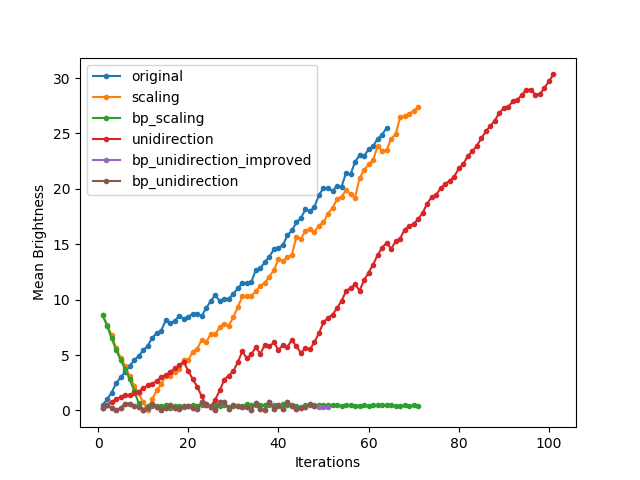 original
scaling
bp_scaling
unidirection
bp_unidirection_improved
bp_unidirection
Mean Brightness
30
25
20
15
10
5
0
0 20 40 60 80 100
Iterations